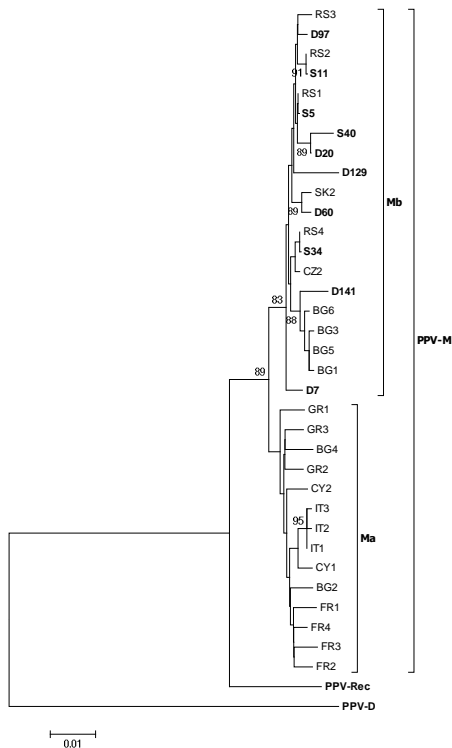 RS3
D97
RS2
91
S11
RS1
S5
S40
89
D20
D129
SK2
Mb
89
D60
RS4
S34
CZ2
D141
83
BG6
88
BG3
PPV-M
BG5
BG1
89
D7
GR1
GR3
BG4
GR2
CY2
IT3
95
IT2
Ma
IT1
CY1
BG2
FR1
FR4
FR3
FR2
PPV-Rec
PPV-D
0.01